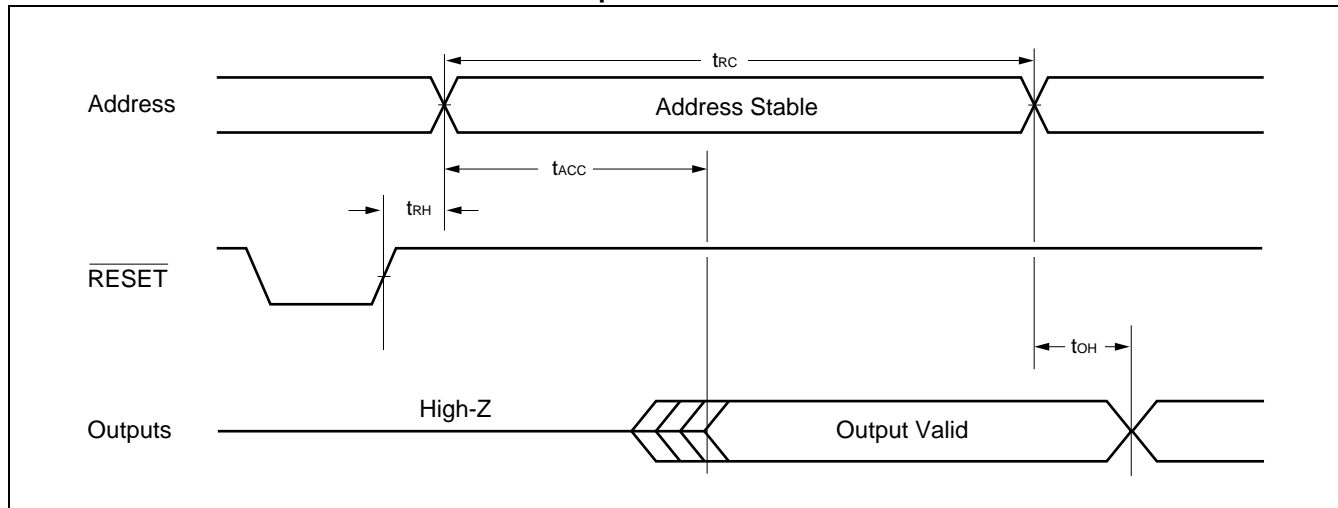 tRC
Address
Address Stable
tACC
tRH
RESET
tOH
High-Z
Outputs
Output Valid